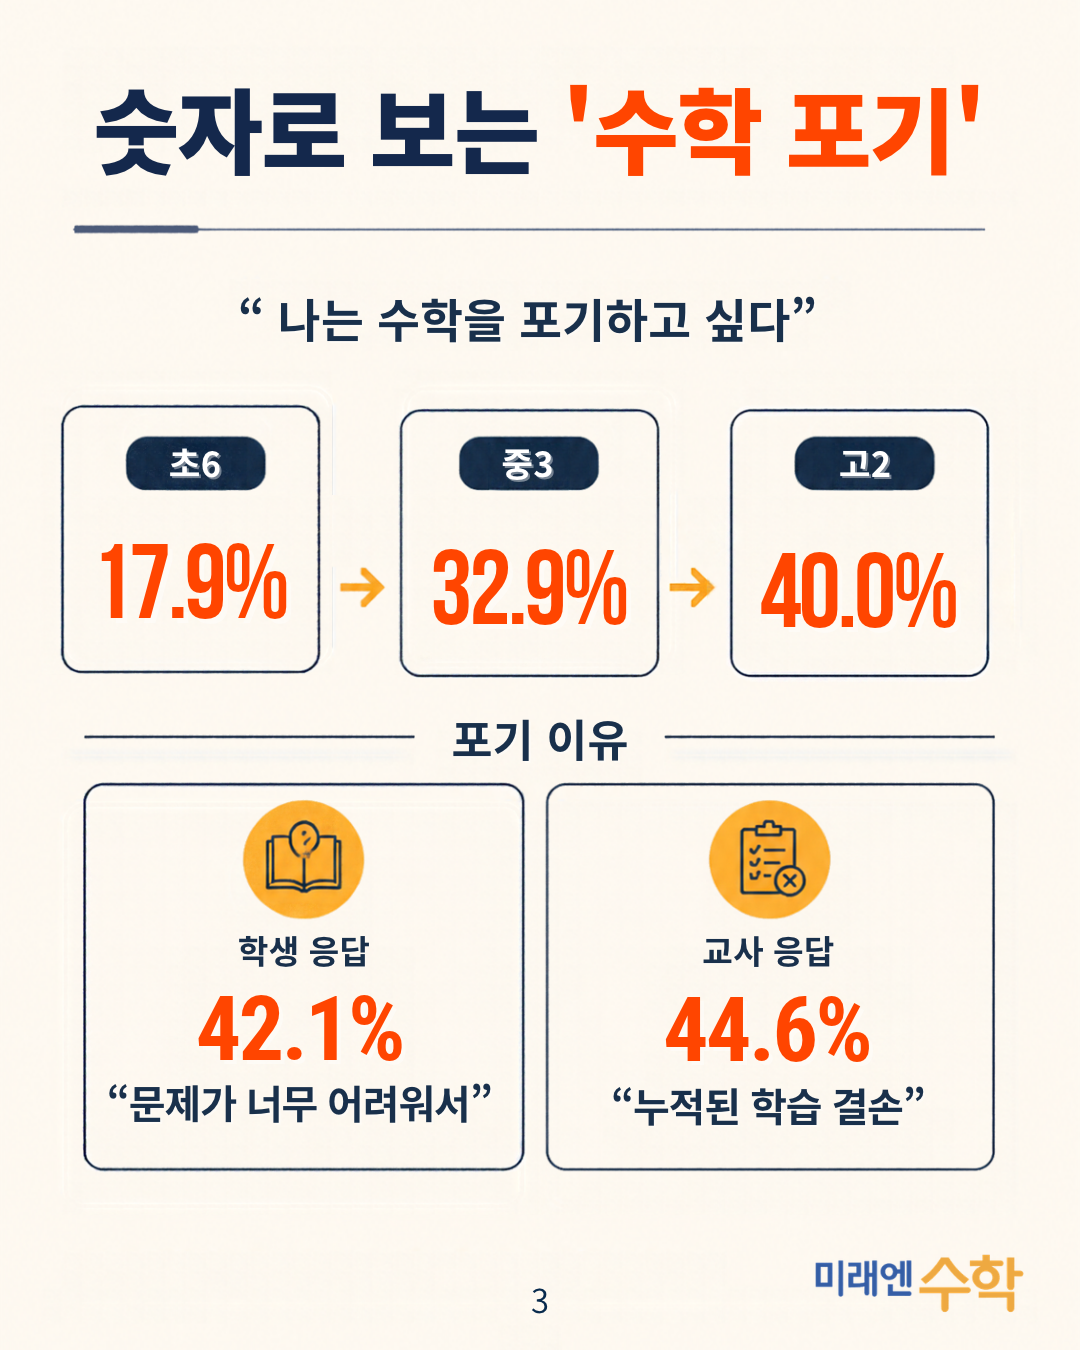 숫자로 보는 '수학 포기'
“ 나는 수학을 포기하고 싶다”
초6
17.9%
중3
32.9%
고2
40.0%
포기 이유
학생 응답
42.1%
“문제가 너무 어려워서”
교사 응답
44.6%
“누적된 학습 결손”
미래엔 수학
3